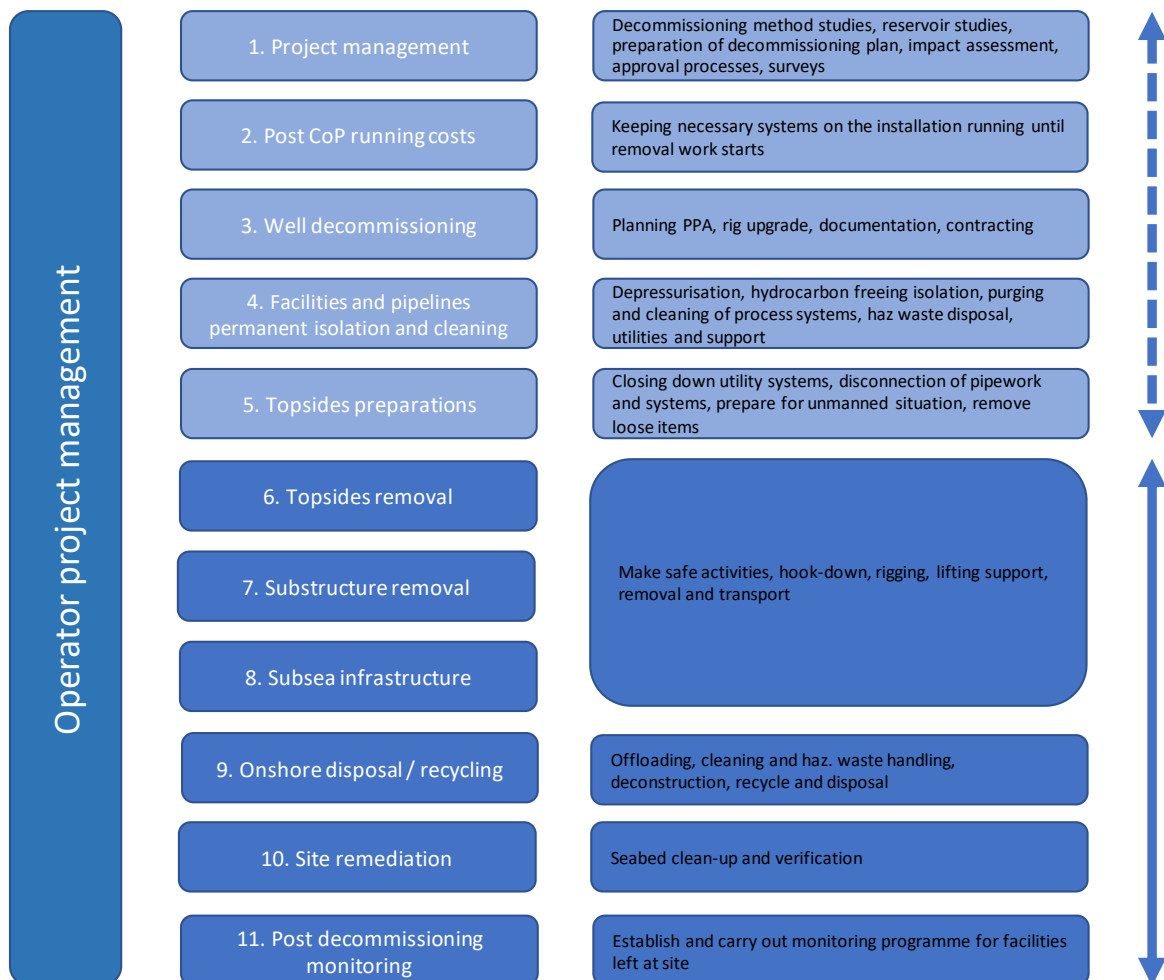 Operator project management
1. Project management
Decommissioning method studies, reservoir studies,
preparation of decommissioning plan, impact assessment,
approval processes, surveys
2. Post CoP running costs
Keeping necessary systems on the installation running until
removal work starts
3. Well decommissioning
Planning PPA, rig upgrade, documentation, contracting
4. Facilities and pipelines
permanent isolation and cleaning
Depressurisation, hydrocarbon freeing isolation, purging
and cleaning of process systems, haz waste disposal,
utilities and support
5. Topsides preparations
Closing down utility systems, disconnection of pipework
and systems, prepare for unmanned situation, remove
loose items
6. Topsides removal
7. Substructure removal
8. Subsea infrastructure
Make safe activities, hook-down, rigging, lifting support,
removal and transport
9. Onshore disposal / recycling
Offloading, cleaning and haz. waste handling,
deconstruction, recycle and disposal
10. Site remediation
Seabed clean-up and verification
11. Post decommissioning
monitoring
Establish and carry out monitoring programme for facilities
left at site